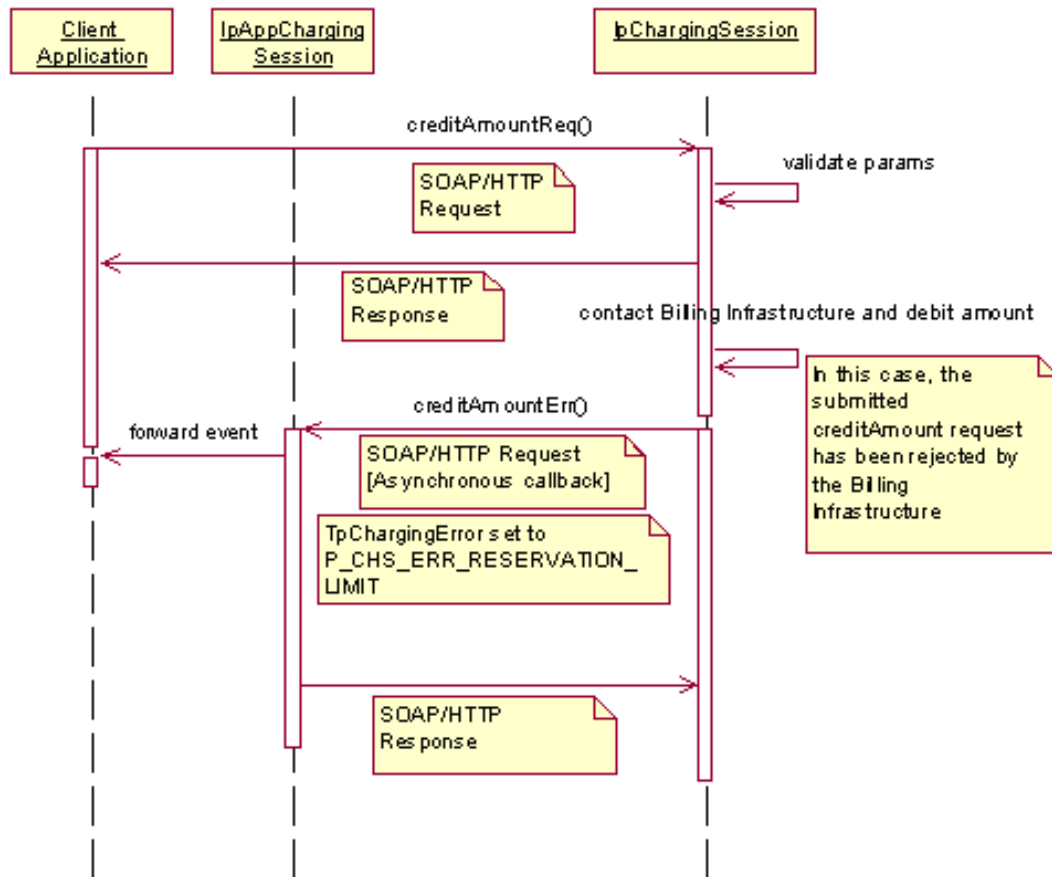 Client
Application
IpAppCharging
Session
IpChargingSession
creditAmountReq()
validate params
SOAP/HTTP
Request
SOAP/HTTP
Response
contact Billing Infrastructure and debit amount
In this case, the
submitted
creditAmount request
has been rejected by
the Billing
Infrastructure
creditAmountErr()
forward event
SOAP/HTTP Request
[Asynchronous callback]
TpChargingError set to
P_CHS_ERR_RESERVATION_
LIMIT
SOAP/HTTP
Response